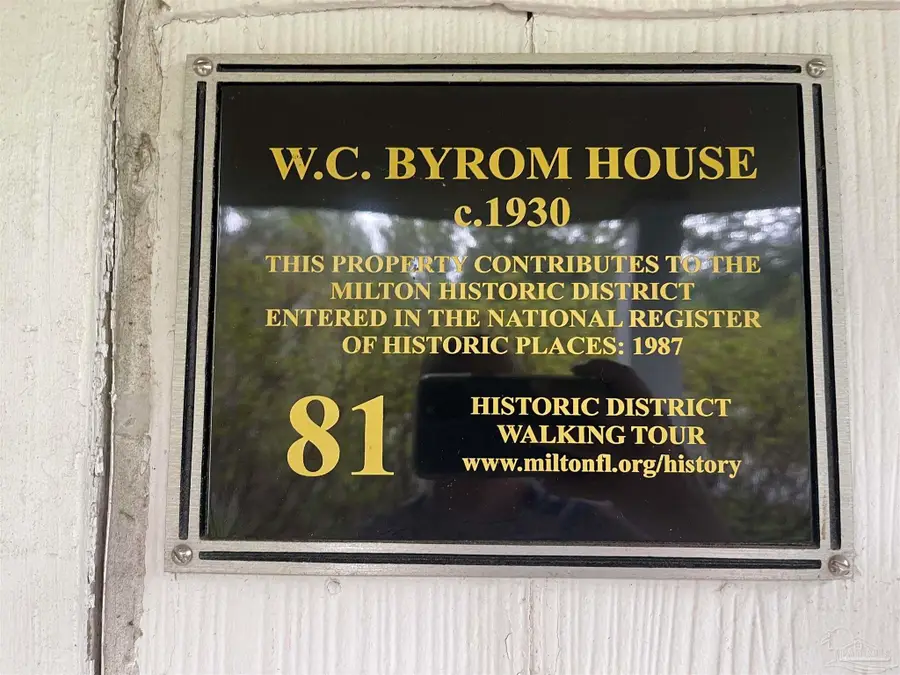 W.C. BYROM HOUSE
c.1930
THIS PROPERTY CONTRIBUTES TO THE
MILTON HISTORIC DISTRICT
ENTERED IN THE NATIONAL REGISTER
OF HISTORIC PLACES: 1987
81
HISTORIC DISTRICT
WALKING TOUR
www.miltonfl.org/history